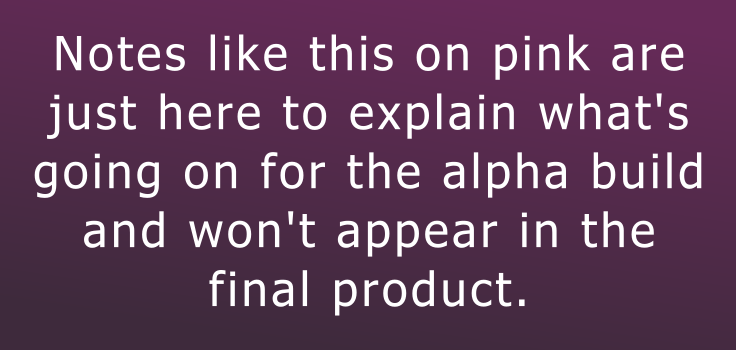 Notes like this on pink are
just here to explain what's
going on for the alpha build
and won't appear in the
final product.